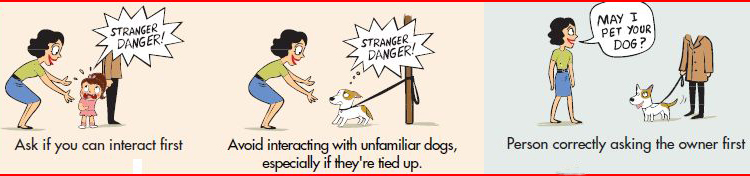 STRANGER
DANGER!
Ask if you can interact first
STRANGER
DANGER!
Avoid interacting with unfamiliar dogs,
especially if they're tied up.
MAY I
PET YOUR
DOG?
Person correctly asking the owner first